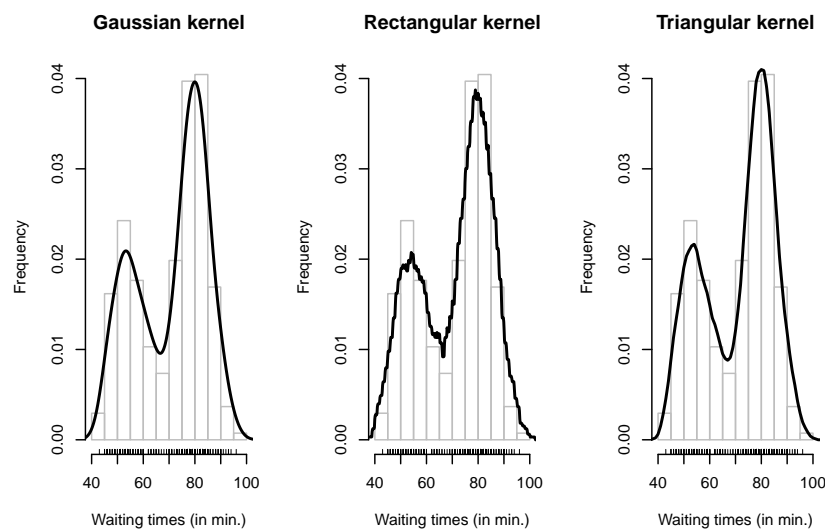 Gaussian kernel
Rectangular kernel
Triangular kernel
Frequency
0.04
0.03
0.02
0.01
0.00
40 60 80 100
Waiting times (in min.)
Frequency
0.04
0.03
0.02
0.01
0.00
40 60 80 100
Waiting times (in min.)
Frequency
0.04
0.03
0.02
0.01
0.00
40 60 80 100
Waiting times (in min.)